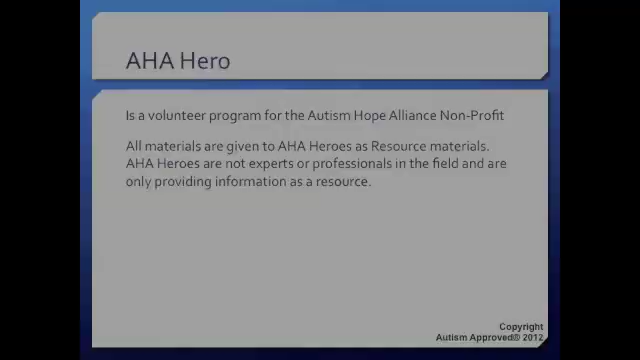 AHA Hero
Is a volunteer program for the Autism Hope Alliance Non-Profit
All materials are given to AHA Heroes as Resource materials.
AHA Heroes are not experts or professionals in the field and are
only providing information as a resource.
Copyright
Autism Approved® 2012